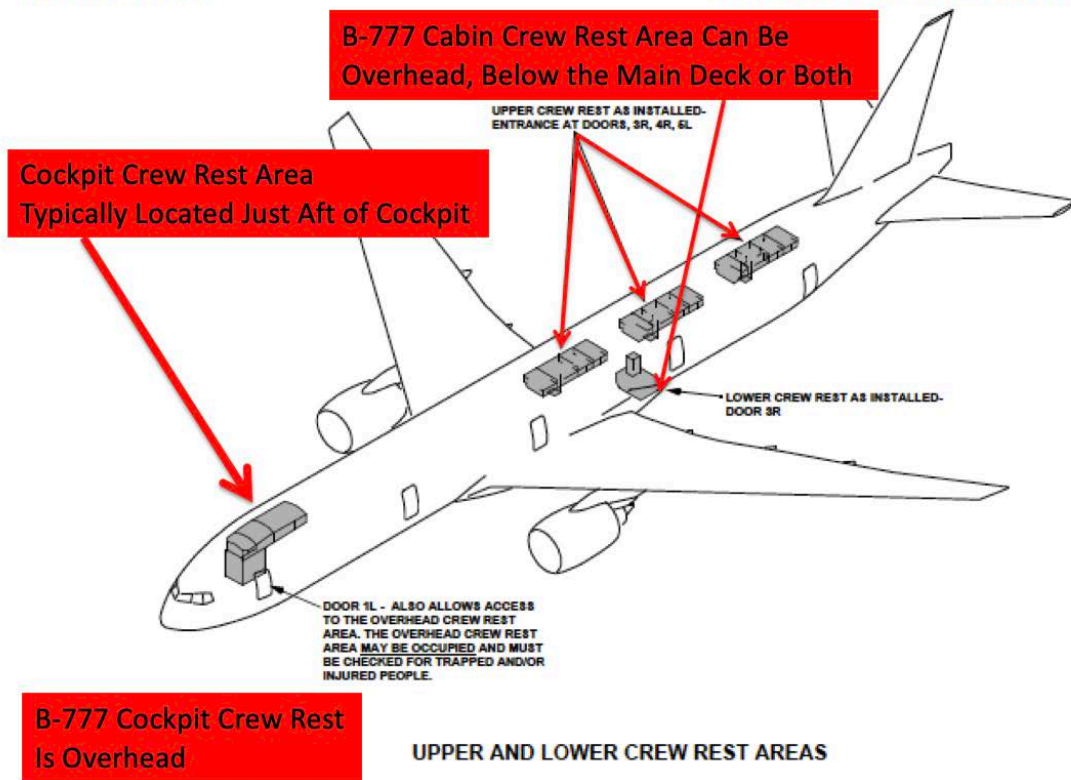 B-777 Cabin Crew Rest Area Can Be
Overhead, Below the Main Deck or Both
UPPER CREW REST AS INSTALLED-
ENTRANCE AT DOORS, 3R, 4R, 5L
Cockpit Crew Rest Area
Typically Located Just Aft of Cockpit
LOWER CREW REST AS INSTALLED-
DOOR 3R
DOOR 1L - ALSO ALLOWS ACCESS
TO THE OVERHEAD CREW REST
AREA. THE OVERHEAD CREW REST
AREA MAY BE OCCUPIED AND MUST
BE CHECKED FOR TRAPPED AND/OR
INJURED PEOPLE.
B-777 Cockpit Crew Rest
Is Overhead
UPPER AND LOWER CREW REST AREAS